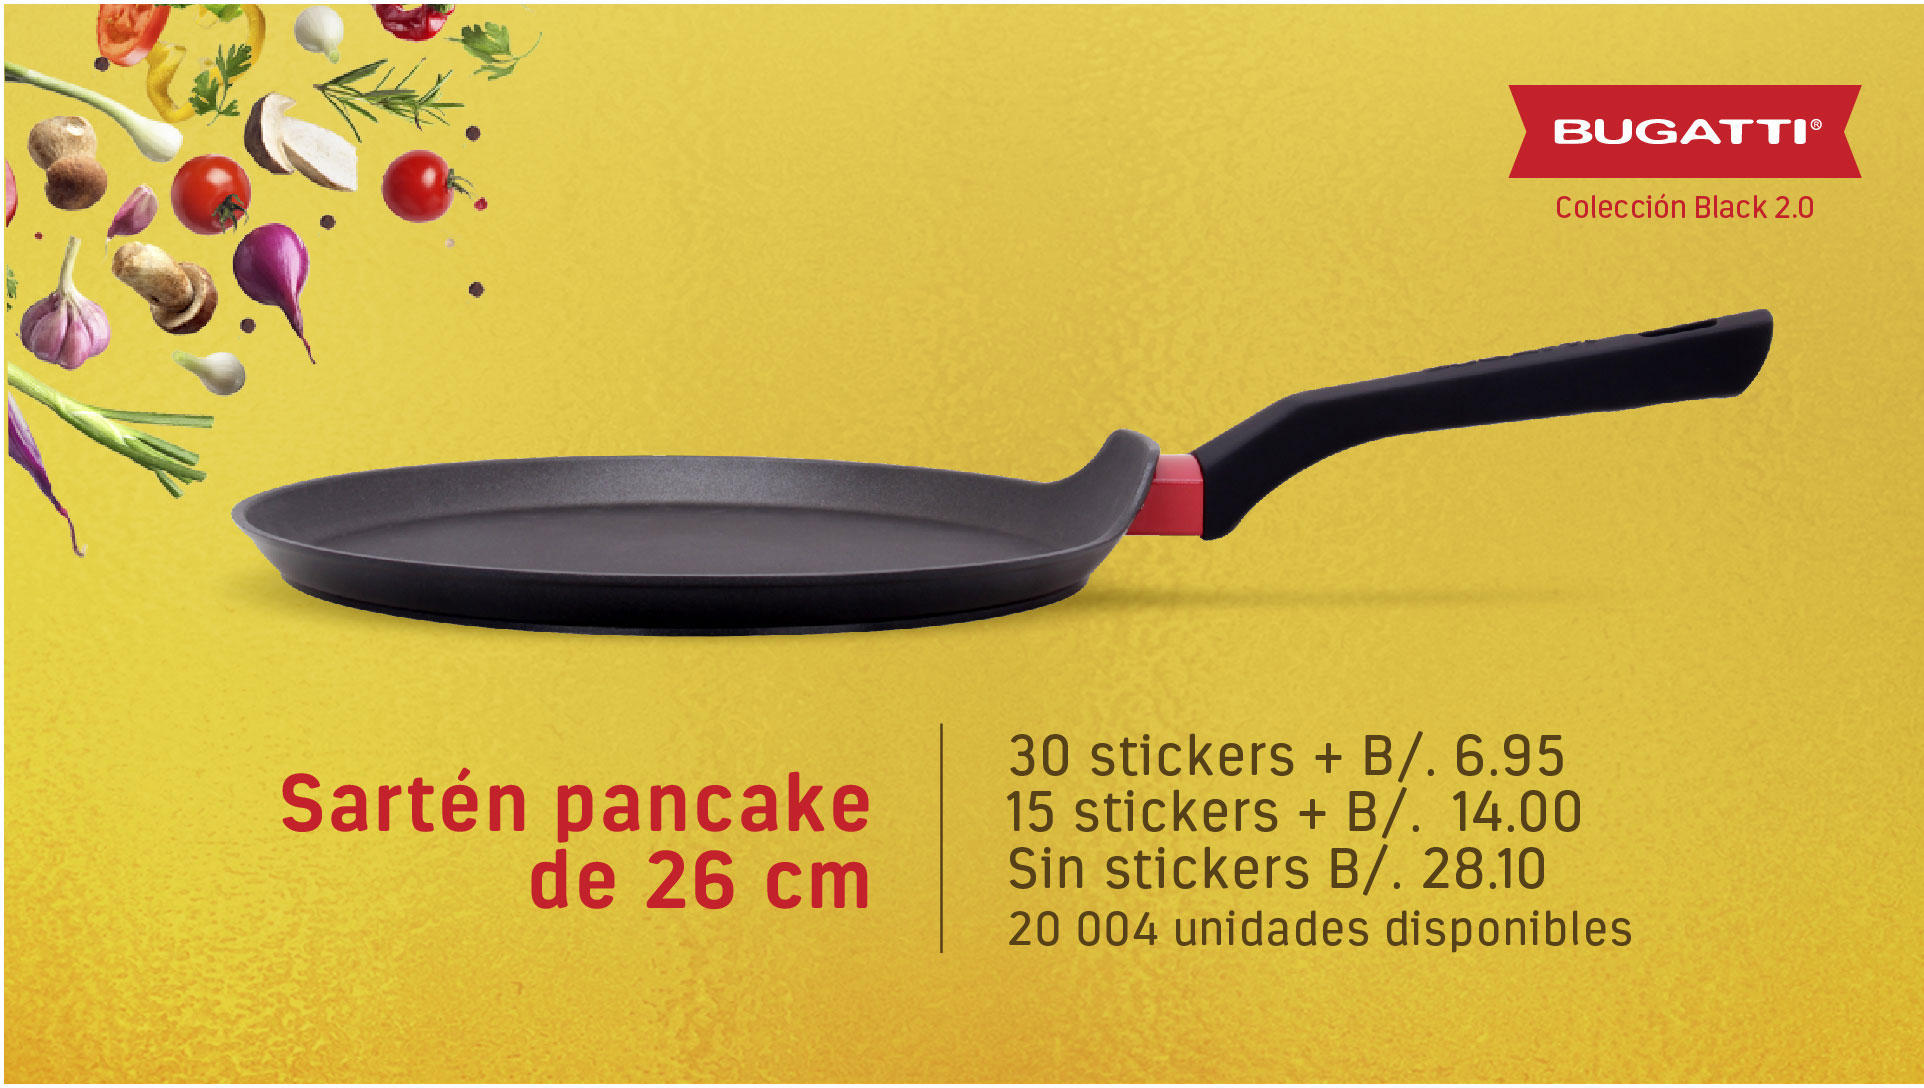 BUGATTI®
Colección Black 2.0
Sartén pancake
de 26 cm
30 stickers + B/. 6.95
15 stickers + B/. 14.00
Sin stickers B/. 28.10
20 004 unidades disponibles